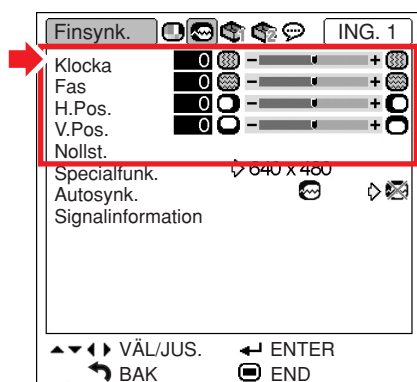 Finsynk. ING. 1
Klocka 0 - +
Fas 0 - +
H.Pos. 0 - +
V.Pos. 0 - +
Nollst.
Specialfunk. 640 x 480
Autosynk.
Signalinformation
VÄL/JUS. ENTER
BAK END